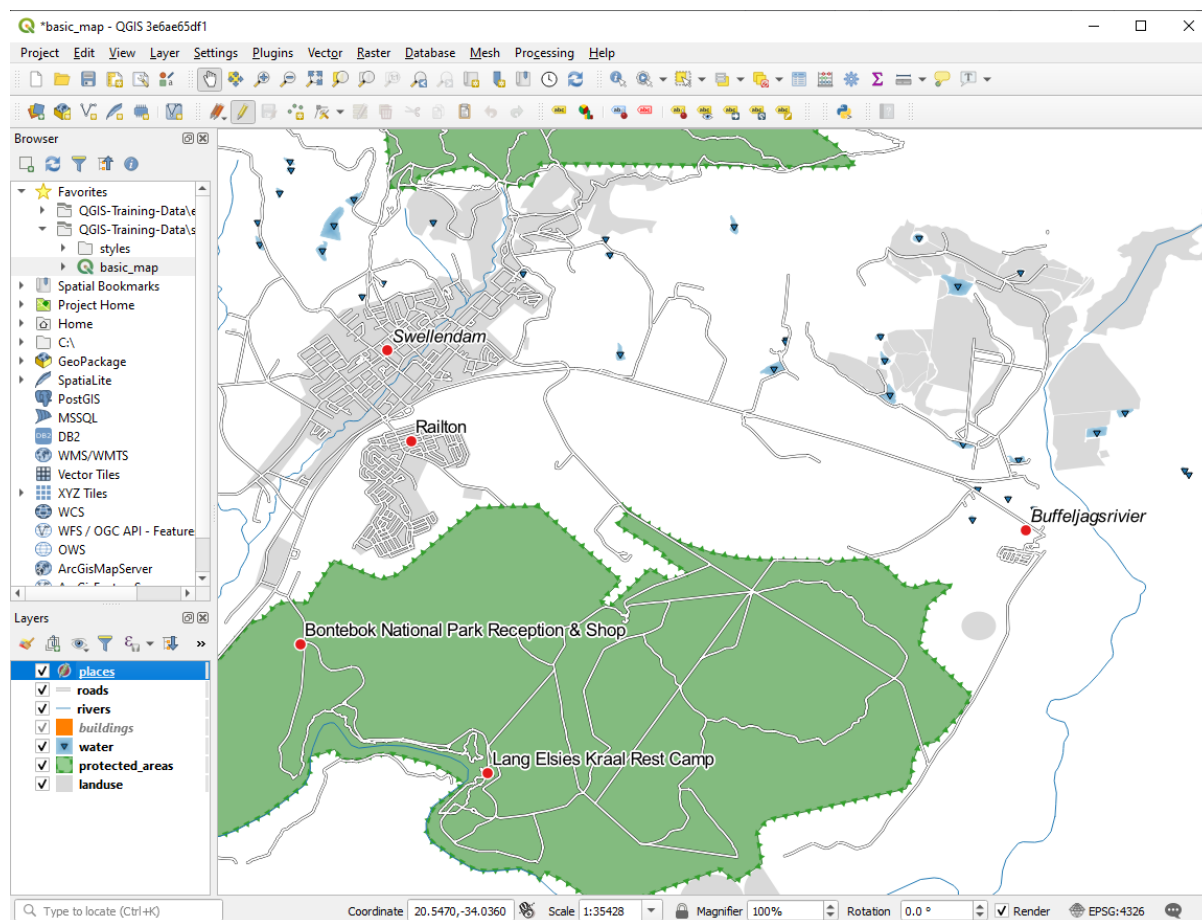 *basic_map - QGIS 3e6ae65df1
Project Edit View Layer Settings Plugins Vector Raster Database Mesh Processing Help
Browser
Favorites
QGIS-Training-Data\e
QGIS-Training-Data\s
styles
basic_map
Spatial Bookmarks
Project Home
Home
C:\
GeoPackage
SpatiaLite
PostGIS
MSSQL
DB2
WMS/WMTS
Vector Tiles
XYZ Tiles
WCS
WFS / OGC API - Feature
OWS
ArcGisMapServer
Layers
places
roads
rivers
buildings
water
protected_areas
landuse
Swellendam
Railton
Buffeljagsrivier
Bontebok National Park Reception & Shop
Lang Elsies Kraal Rest Camp
Type to locate (Ctrl+K) Coordinate 20.5470,-34.0360 Scale 1:35428 Magnifier 100% Rotation 0.0 ° Render EPSG:4326